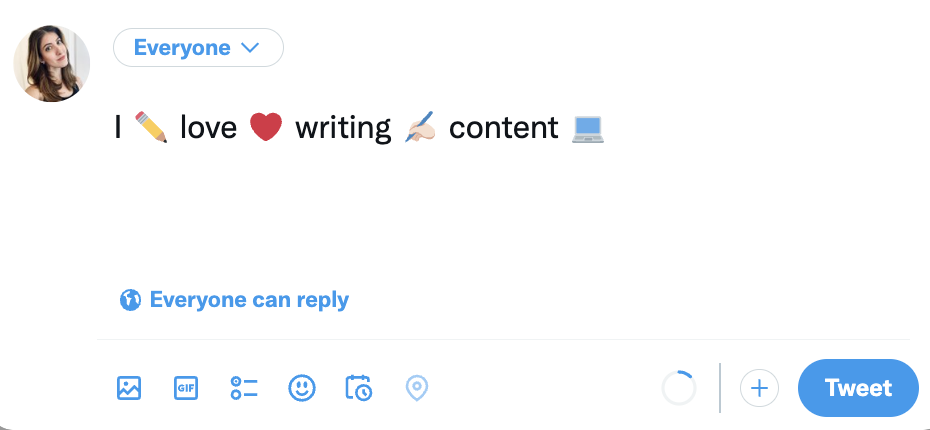 Everyone
I ✏️ love ❤️ writing ✍🏻 content 💻
Everyone can reply
GIF
Tweet